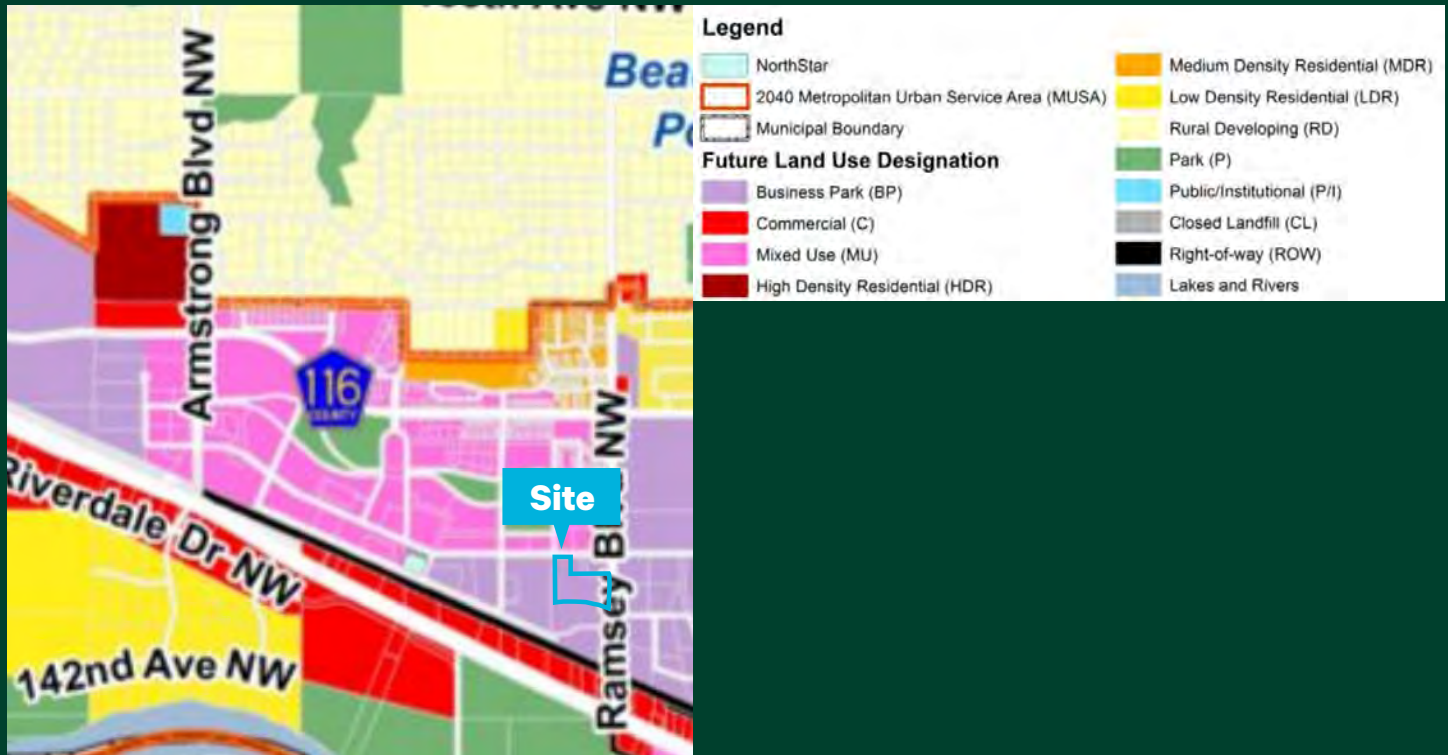 Armstrong Blvd NW
Bea
116
COUNTY
Site
Riverdale Dr NW
142nd Ave NW
Ramsey B NW
Legend
NorthStar
2040 Metropolitan Urban Service Area (MUSA)
Municipal Boundary
Future Land Use Designation
Business Park (BP)
Commercial (C)
Mixed Use (MU)
High Density Residential (HDR)
Medium Density Residential (MDR)
Low Density Residential (LDR)
Rural Developing (RD)
Park (P)
Public/Institutional (P/I)
Closed Landfill (CL)
Right-of-way (ROW)
Lakes and Rivers